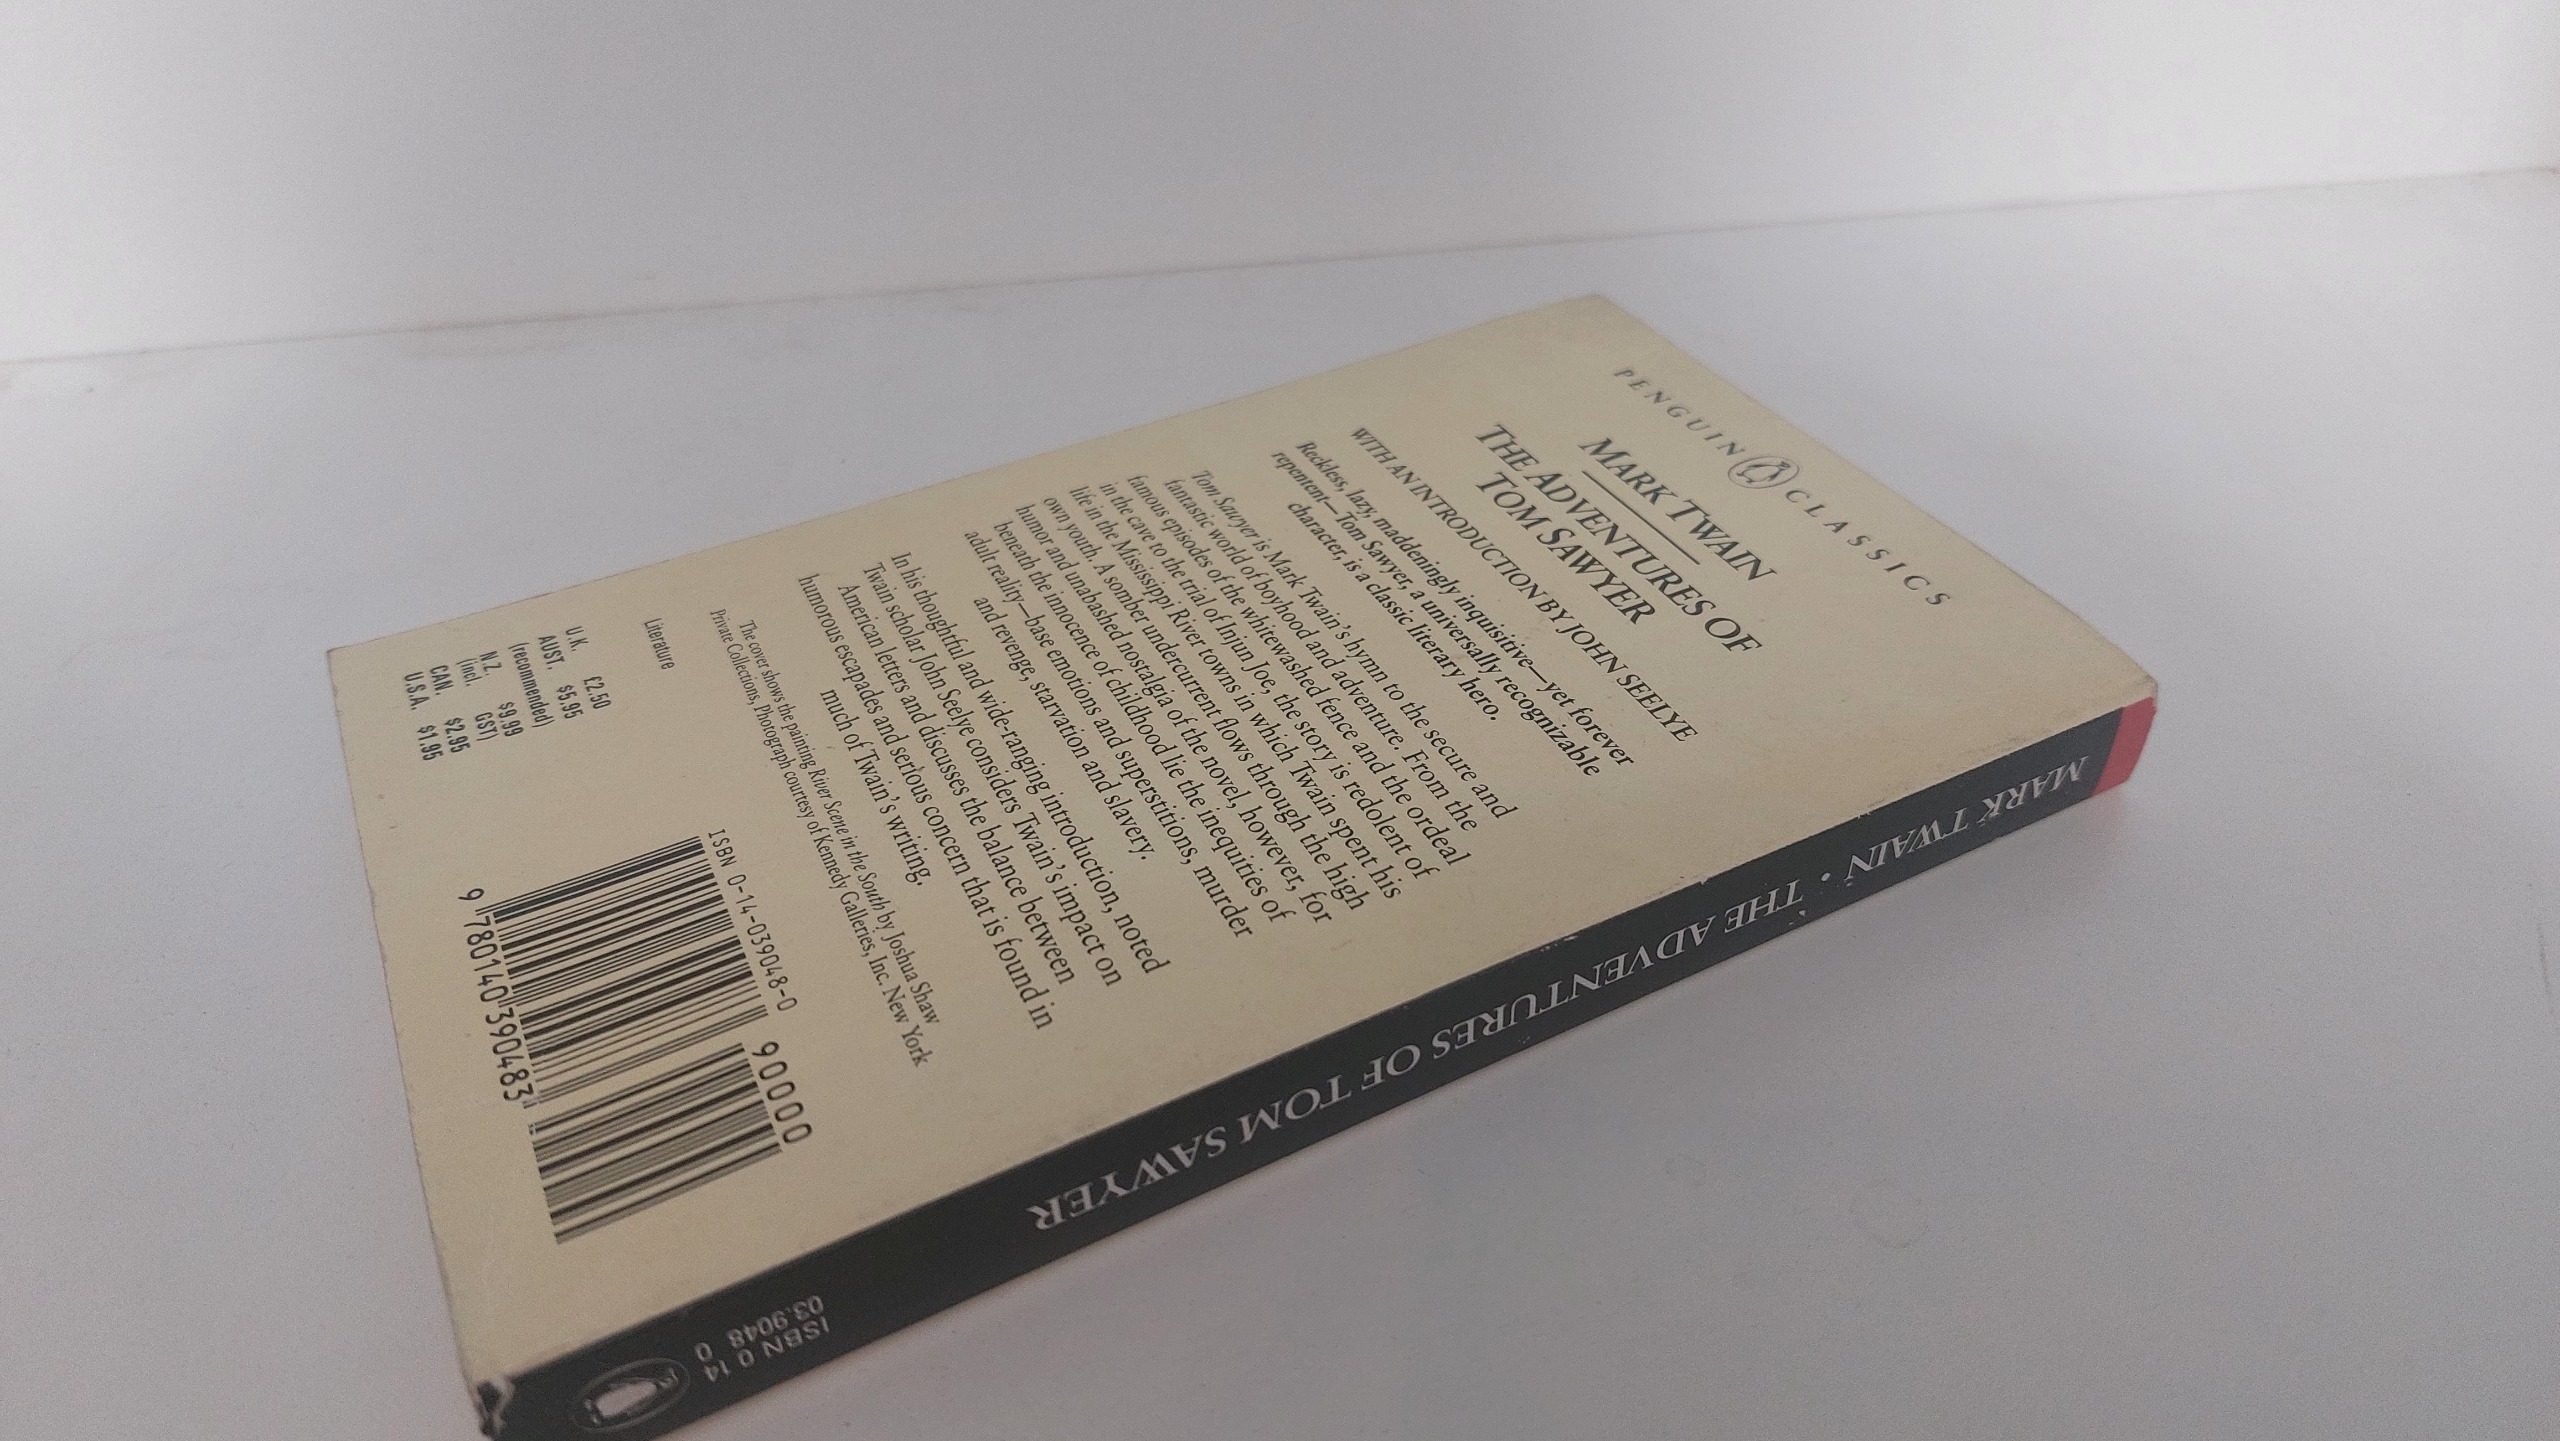 PENGUIN CLASSICS
MARK TWAIN
THE ADVENTURES OF
TOM SAWYER
WITH AN INTRODUCTION BY JOHN SEELYE
Reckless, lazy, maddeningly inquisitive—yet forever
repentent—Tom Sawyer, a universally recognizable
character, is a classic literary hero.
Tom Sawyer is Mark Twain's hymn to the secure and
fantastic world of boyhood and adventure. From the
famous episodes of the whitewashed fence and the ordeal
in the cave to the trial of Injun Joe, the story is redolent of
life in the Mississippi River towns in which Twain spent his
own youth. A somber undercurrent flows through the high
humor and unabashed nostalgia of the novel, however, for
beneath the innocence of childhood lie the inequities of
adult reality—base emotions and superstitions, murder
and revenge, starvation and slavery.
In his thoughtful and wide-ranging introduction, noted
Twain scholar John Seelye considers Twain's impact on
American letters and discusses the balance between
humorous escapades and serious concern that is found in
much of Twain's writing.
The cover shows the painting River Scene in the South by Joshua Shaw
Private Collections, Photograph courtesy of Kennedy Galleries, Inc. New York
Literature
U.K. £2.50
AUST. $5.95
(recommended)
N.Z. $9.99
(incl. GST)
CAN. $2.95
U.S.A. $1.95
ISBN 0-14-039048-0
90000
9 780140 390483
MARK TWAIN • THE ADVENTURES OF TOM SAWYER
ISBN 0 14
03.9048 0